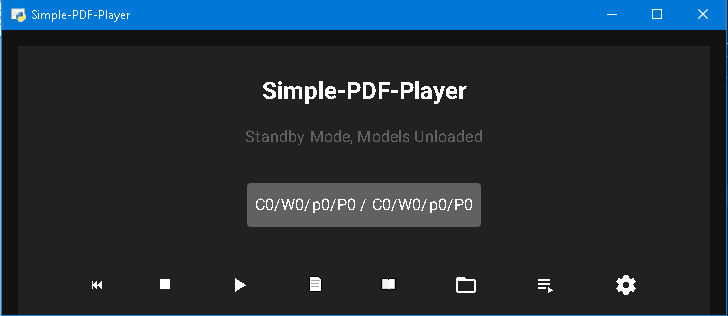 Simple-PDF-Player
Simple-PDF-Player
Standby Mode, Models Unloaded
C0/W0/p0/P0 / C0/W0/p0/P0